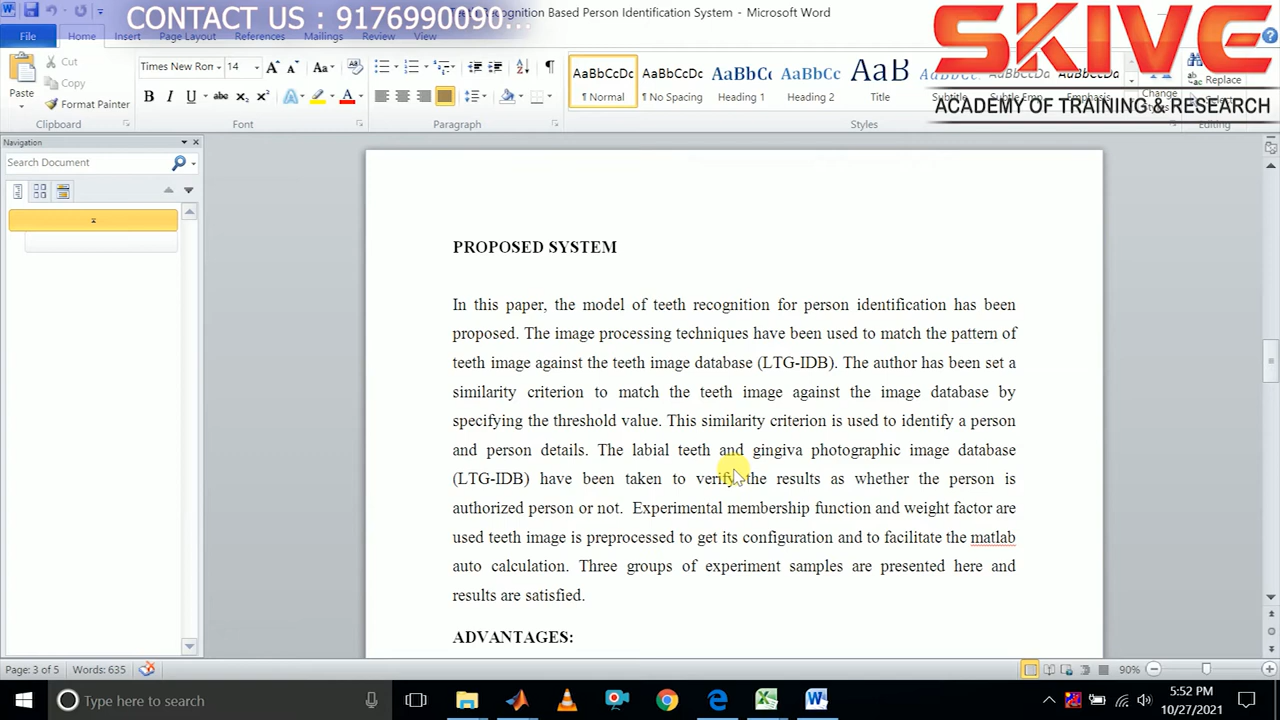 CONTACT US : 9176990090...
Recognition Based Person Identification System - Microsoft Word
SKIVE
ACADEMY OF TRAINING & RESEARCH
File Home Insert Page Layout References Mailings Review View
Paste
Cut
Copy
Format Painter
Clipboard
Times New Ron 14
Font
Paragraph
AaBbCcDc AaBbCcDc AaBbCc AaBbCc AaB AaBbCcDc
¶ Normal ¶ No Spacing Heading 1 Heading 2 Title Subtitle Subtle Em Emphasis
Change
Styles
Replace
Editing
Navigation
Search Document
PROPOSED SYSTEM
In this paper, the model of teeth recognition for person identification has been
proposed. The image processing techniques have been used to match the pattern of
teeth image against the teeth image database (LTG-IDB). The author has been set a
similarity criterion to match the teeth image against the image database by
specifying the threshold value. This similarity criterion is used to identify a person
and person details. The labial teeth and gingiva photographic image database
(LTG-IDB) have been taken to verify the results as whether the person is
authorized person or not. Experimental membership function and weight factor are
used teeth image is preprocessed to get its configuration and to facilitate the matlab
auto calculation. Three groups of experiment samples are presented here and
results are satisfied.
ADVANTAGES:
Page: 3 of 5 Words: 635
90%
Type here to search
5:52 PM
10/27/2021